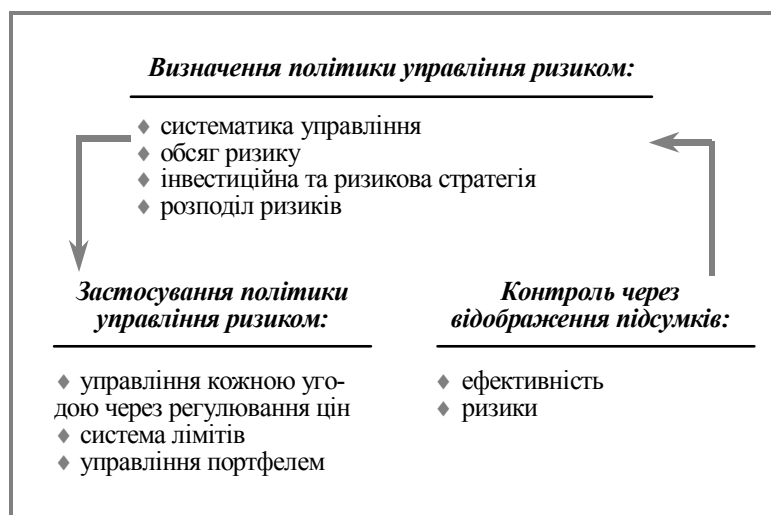 Визначення політики управління ризиком:
♦ систематика управління
♦ обсяг ризику
♦ інвестиційна та ризикова стратегія
♦ розподіл ризиків
Застосування політики
управління ризиком:
♦ управління кожною уго-
дою через регулювання цін
♦ система лімітів
♦ управління портфелем
Контроль через
відображення підсумків:
♦ ефективність
♦ ризики